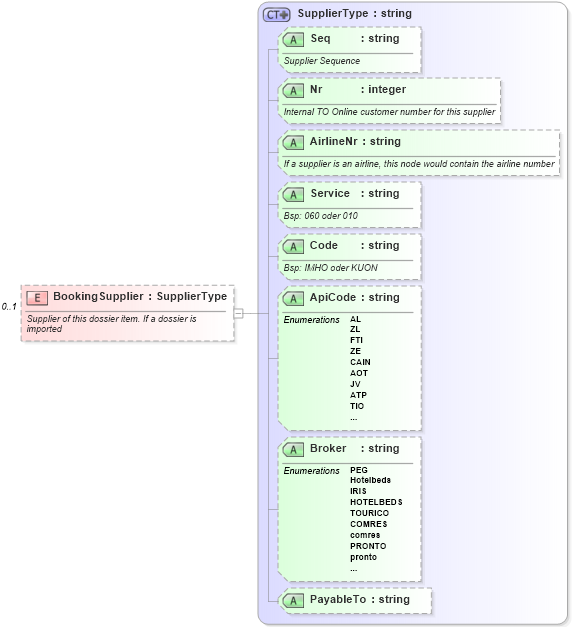 CT SupplierType : string
A Seq : string
Supplier Sequence
A Nr : integer
Internal TO Online customer number for this supplier
A AirlineNr : string
If a supplier is an airline, this node would contain the airline number
A Service : string
Bsp: 060 oder 010
A Code : string
Bsp: IMHO oder KUON
0..1
E BookingSupplier : SupplierType
Supplier of this dossier item. If a dossier is
imported
A ApiCode : string
Enumerations AL
ZL
FTI
ZE
CAIN
AOT
JV
ATP
TIO
...
A Broker : string
Enumerations PEG
Hotelbeds
IRIS
HOTELBEDS
TOURICO
COMRES
comres
PRONTO
pronto
...
A PayableTo : string